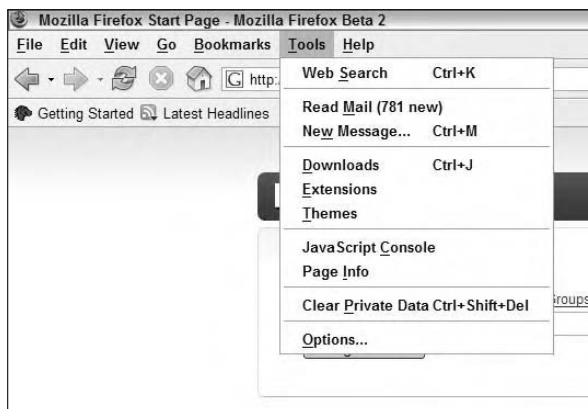 Mozilla Firefox Start Page - Mozilla Firefox Beta 2
File Edit View Go Bookmarks Tools Help
G http:
Getting Started Latest Headlines
Web Search Ctrl+K
Read Mail (781 new)
New Message... Ctrl+M
Downloads Ctrl+J
Extensions
Themes
JavaScript Console
Page Info
Clear Private Data Ctrl+Shift+Del
Options...